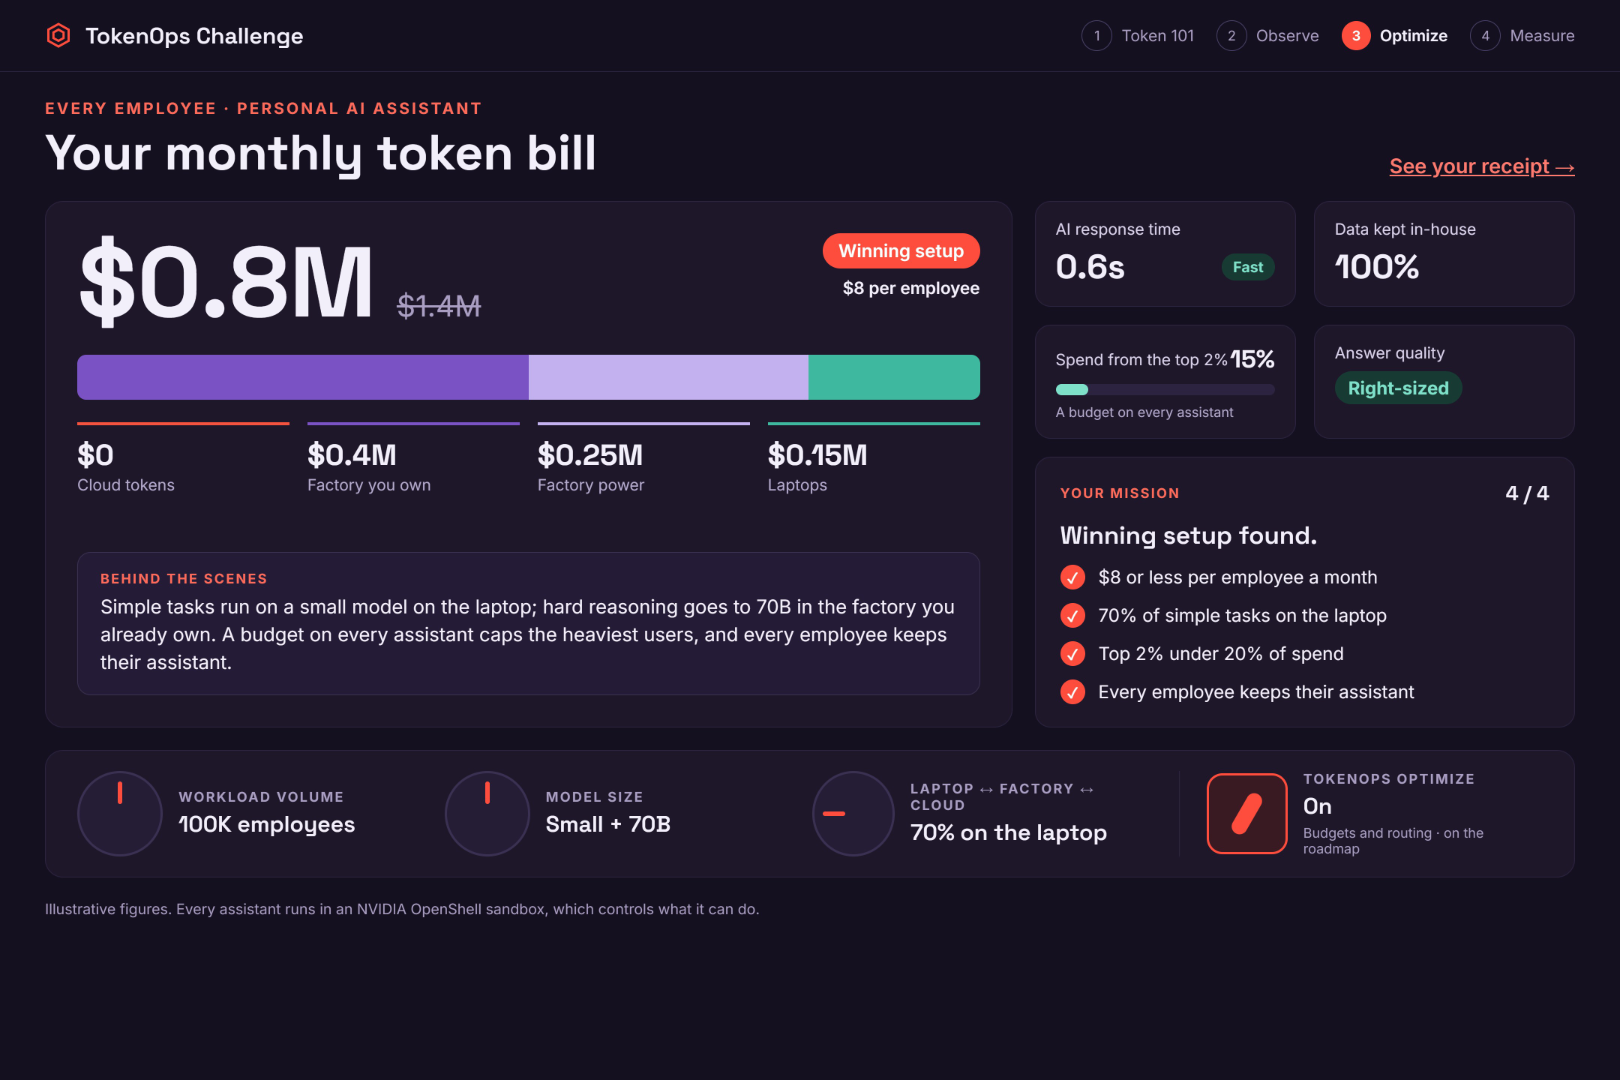 TokenOps Challenge
1 Token 101
2 Observe
3 Optimize
4 Measure
EVERY EMPLOYEE · PERSONAL AI ASSISTANT
Your monthly token bill
See your receipt →
$0.8M $1.4M
Winning setup
$8 per employee
$0
Cloud tokens
$0.4M
Factory you own
$0.25M
Factory power
$0.15M
Laptops
BEHIND THE SCENES
Simple tasks run on a small model on the laptop; hard reasoning goes to 70B in the factory you
already own. A budget on every assistant caps the heaviest users, and every employee keeps
their assistant.
AI response time
0.6s Fast
Data kept in-house
100%
Spend from the top 2% 15%
A budget on every assistant
Answer quality
Right-sized
YOUR MISSION 4 / 4
Winning setup found.
$8 or less per employee a month
70% of simple tasks on the laptop
Top 2% under 20% of spend
Every employee keeps their assistant
WORKLOAD VOLUME
100K employees
MODEL SIZE
Small + 70B
LAPTOP ↔ FACTORY ↔
CLOUD
70% on the laptop
TOKENOPS OPTIMIZE
On
Budgets and routing · on the
roadmap
Illustrative figures. Every assistant runs in an NVIDIA OpenShell sandbox, which controls what it can do.